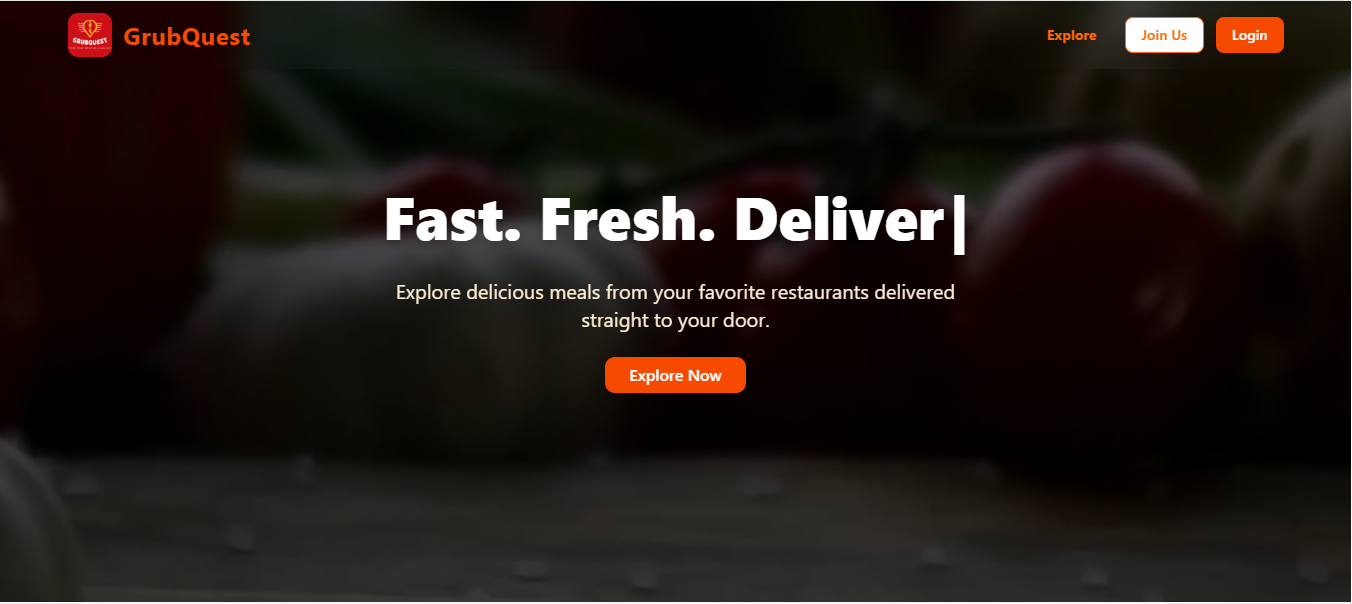 GRUBQUEST
GrubQuest
Explore
Join Us
Login
Fast. Fresh. Deliver|
Explore delicious meals from your favorite restaurants delivered
straight to your door.
Explore Now